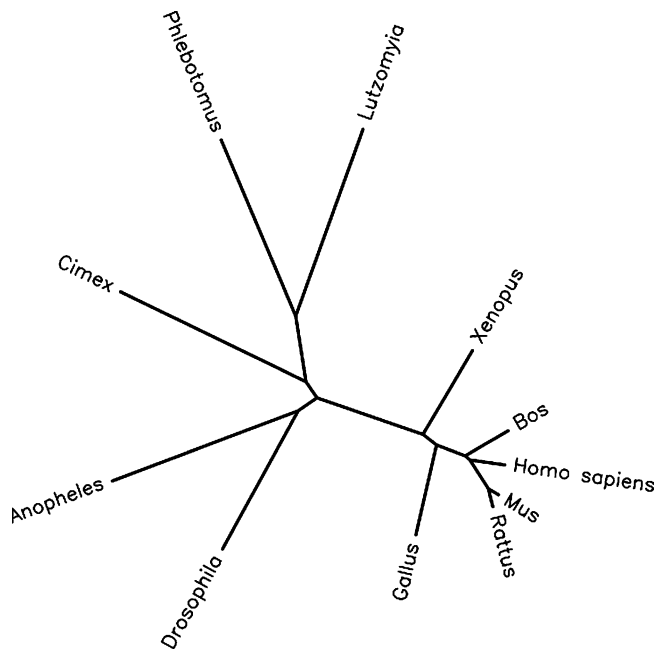 Phlebotomus
Lutzomyia
Cimex
Xenopus
Bos
Homo sapiens
Mus
Rattus
Anopheles
Gallus
Drosophila